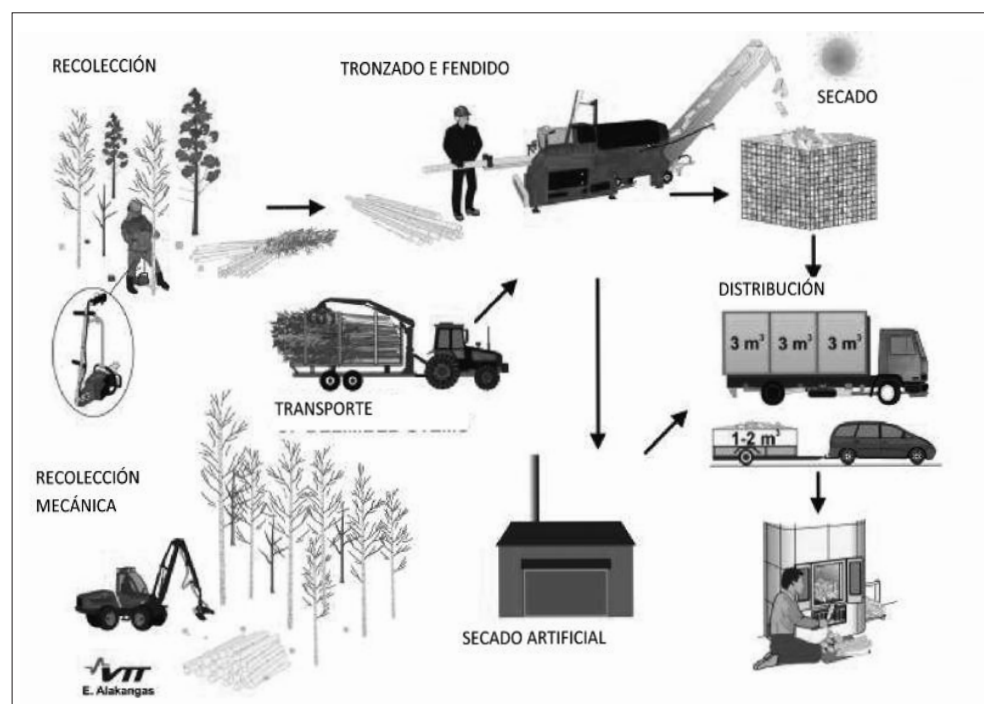 RECOLECCIÓN
TRONZADO E FENDIDO
SECADO
DISTRIBUCIÓN
3 m³ 3 m³ 3 m³
TRANSPORTE
1-2 m³
RECOLECCIÓN
MECÁNICA
SECADO ARTIFICIAL
VTT
E. Alakangas